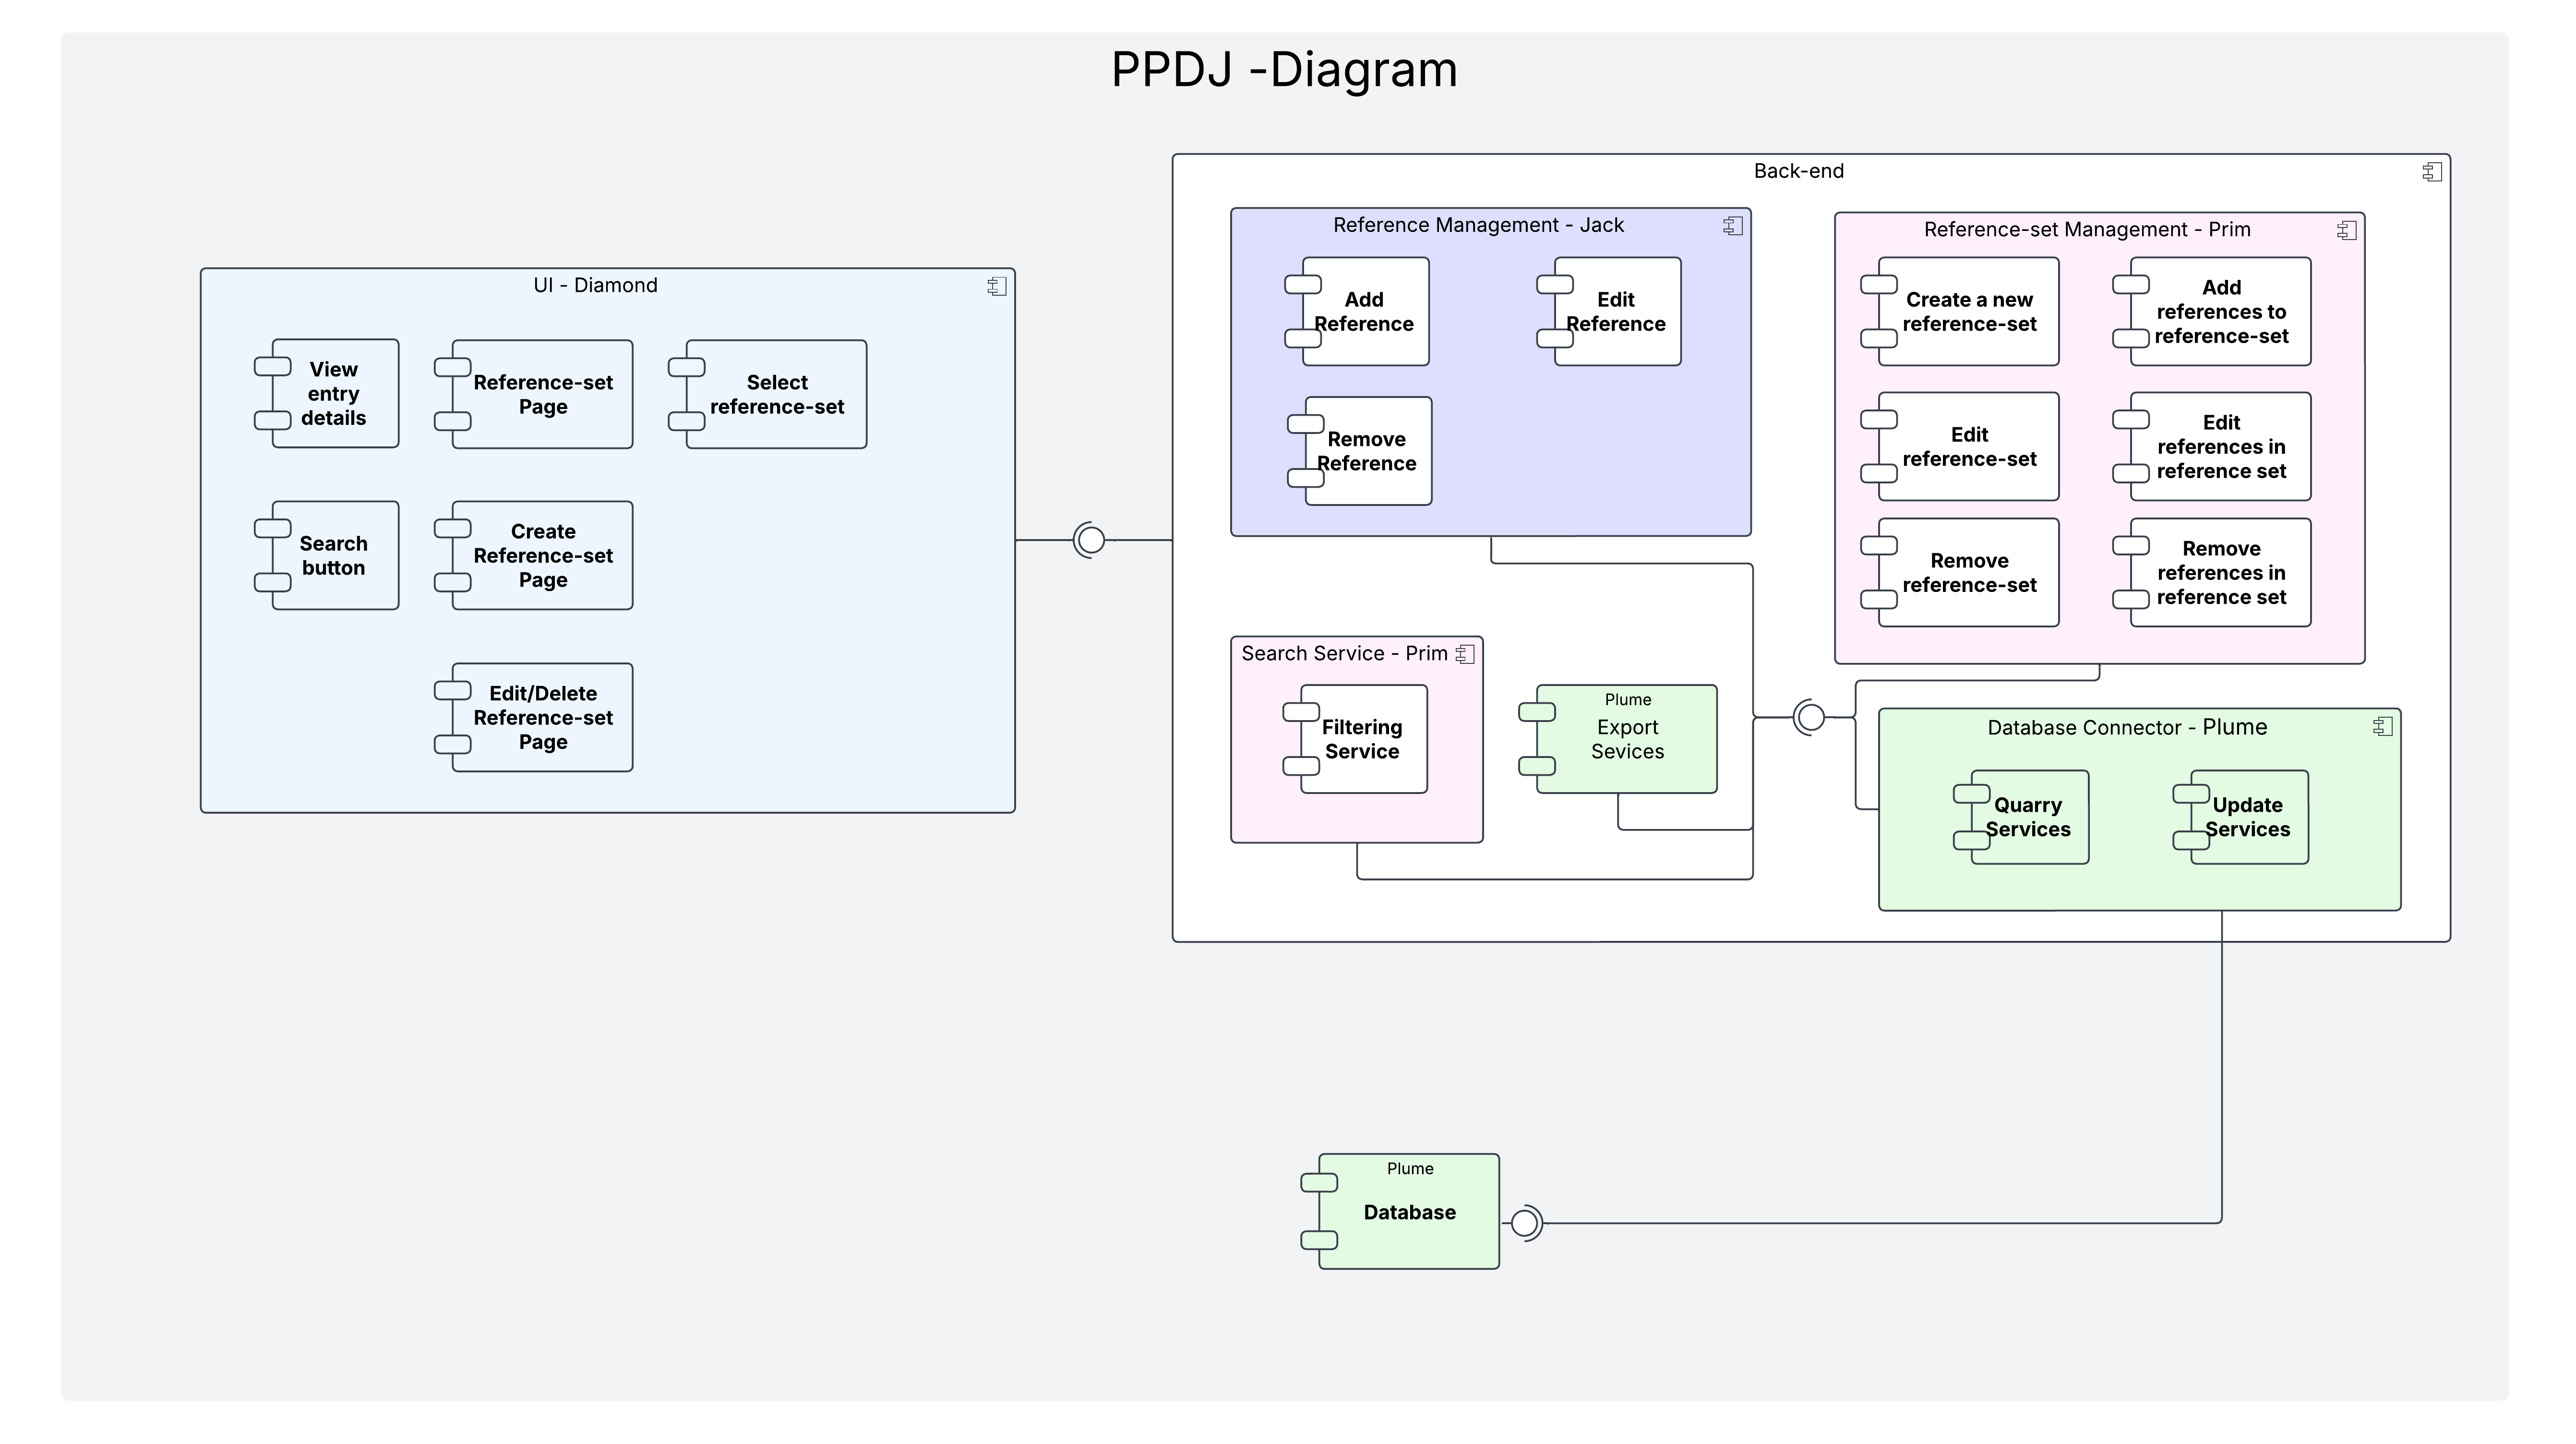 PPDJ -Diagram
UI - Diamond
View
entry
details
Reference-set
Page
Select
reference-set
Search
button
Create
Reference-set
Page
Edit/Delete
Reference-set
Page
Back-end
Reference Management - Jack
Add
Reference
Edit
Reference
Remove
Reference
Reference-set Management - Prim
Create a new
reference-set
Add
references to
reference-set
Edit
reference-set
Edit
references in
reference set
Remove
reference-set
Remove
references in
reference set
Search Service - Prim
Filtering
Service
Plume
Export
Sevices
Database Connector - Plume
Quarry
Services
Update
Services
Plume
Database